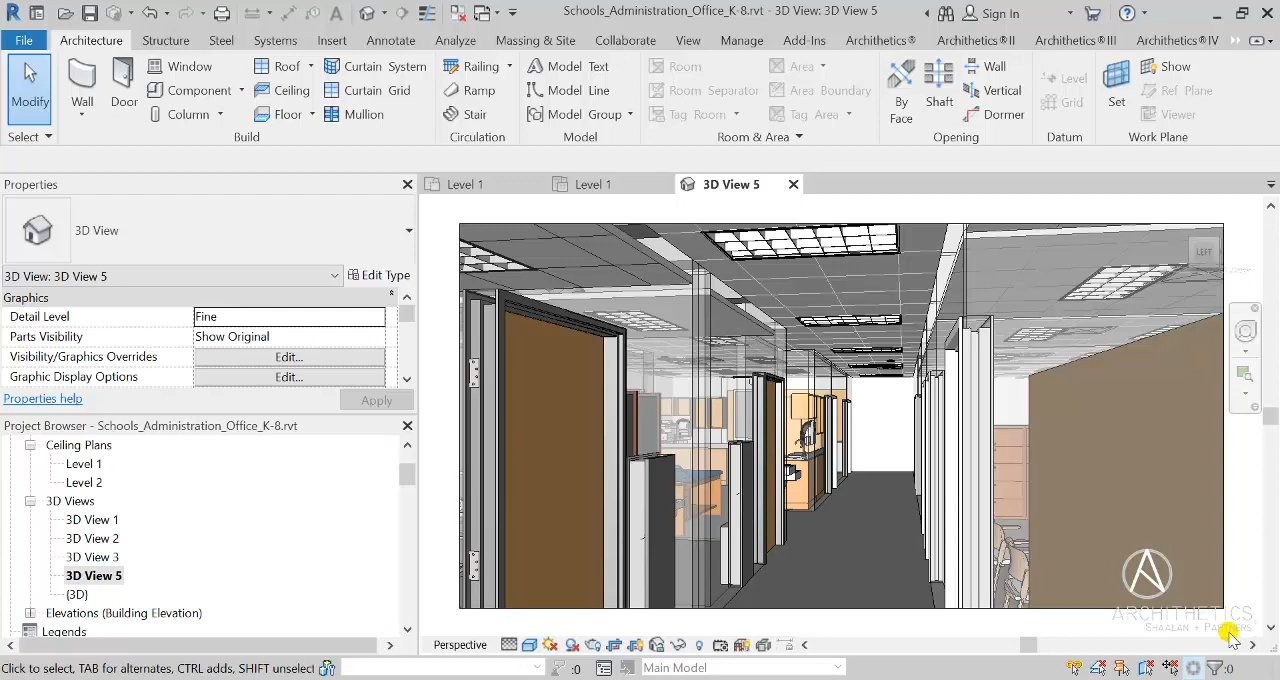 Schools_Administration_Office_K-8.rvt - 3D View: 3D View 5
Sign In
File Architecture Structure Steel Systems Insert Annotate Analyze Massing & Site Collaborate View Manage Add-Ins Archithetics® Archithetics®II Archithetics®III Archithetics®IV
Modify
Wall
Door
Window
Column
Roof
Ceiling
Floor
Curtain System
Mullion
Railing
Ramp
Stair
Model Text
Model Line
Model Group
Room
Room Separator
Tag Room
Area
Area Boundary
Tag Area
By Face
Shaft
Wall
Vertical
Dormer
Level
Grid
Set
Show
Ref Plane
Viewer
Select Build Circulation Model Room & Area Opening Datum Work Plane
Properties
Level 1
Level 1
3D View 5
3D View
3D View: 3D View 5 Edit Type
Graphics
Detail Level Fine
Parts Visibility Show Original
Visibility/Graphics Overrides Edit...
Graphic Display Options Edit...
Properties help Apply
Project Browser - Schools_Administration_Office_K-8.rvt
Ceiling Plans
Level 1
Level 2
3D Views
3D View 1
3D View 2
3D View 3
3D View 5
{3D}
Elevations (Building Elevation)
Legends
LEFT
ARCHITHETICS
SHAALAN + PARTNERS
Perspective
Click to select, TAB for alternates, CTRL adds, SHIFT unselect
:0
Main Model
:0